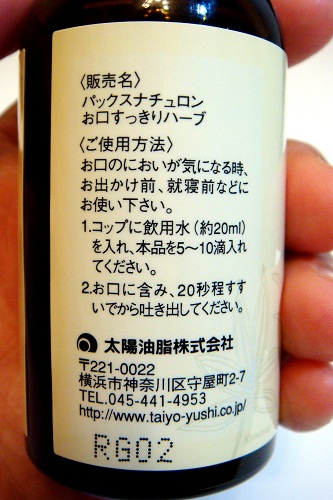 〈販売名〉
パックスナチュロン
お口すっきりハーブ
〈ご使用方法〉
お口のにおいが気になる時、
お出かけ前、就寝前などに
お使い下さい。
1.コップに飲用水（約20ml）
を入れ、本品を5〜10滴入れ
てください。
2.お口に含み、20秒程すす
いでから吐き出してください。
太陽油脂株式会社
〒221-0022
横浜市神奈川区守屋町2-7
TEL.045-441-4953
http://www.taiyo-yushi.co.jp/
RG02